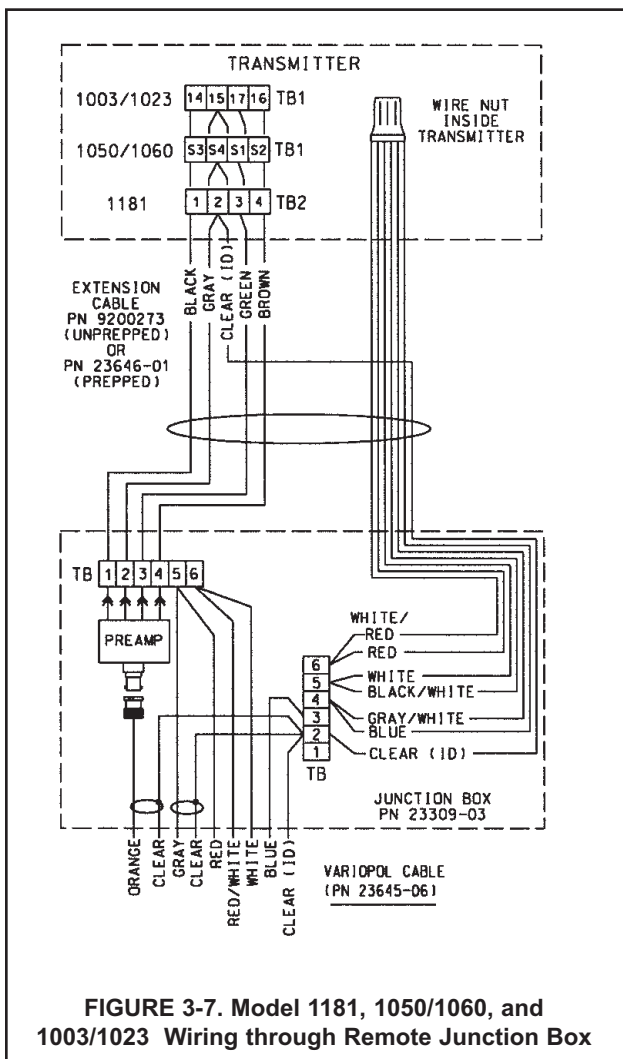 TRANSMITTER
1003/1023 14 15 17 16 TB1
1050/1060 S3 S4 S1 S2 TB1
1181 1 2 3 4 TB2
WIRE NUT
INSIDE
TRANSMITTER
EXTENSION
CABLE
PN 9200273
(UNPREPPED)
OR
PN 23646-01
(PREPPED)
BLACK
GRAY
CLEAR (ID)
GREEN
BROWN
TB 1 2 3 4 5 6
PREAMP
WHITE/
RED
RED
WHITE
BLACK/WHITE
GRAY/WHITE
BLUE
CLEAR (ID)
6
5
4
3
2
1
TB
JUNCTION BOX
PN 23309-03
ORANGE
CLEAR
GRAY
CLEAR
RED
RED/WHITE
WHITE
BLUE
CLEAR (ID)
VARIOPOL CABLE
(PN 23645-06)
FIGURE 3-7. Model 1181, 1050/1060, and
1003/1023 Wiring through Remote Junction Box